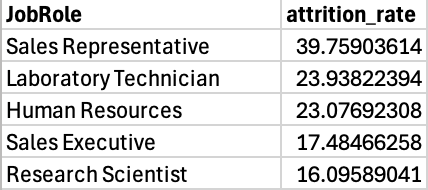 JobRole attrition_rate
Sales Representative 39.75903614
Laboratory Technician 23.93822394
Human Resources 23.07692308
Sales Executive 17.48466258
Research Scientist 16.09589041